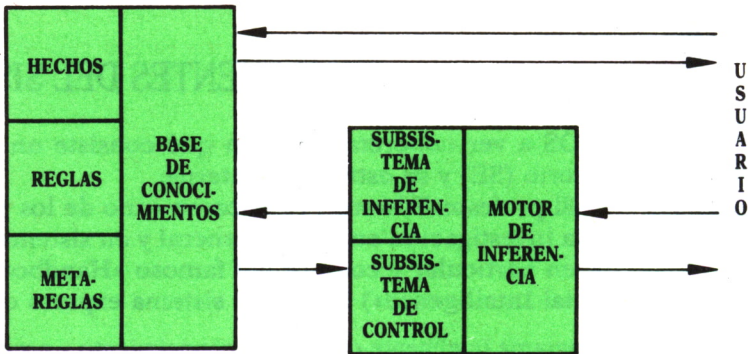 HECHOS
REGLAS
META-
REGLAS
BASE
DE
CONOCI-
MIENTOS
SUBSIS-
TEMA
DE
INFEREN-
CIA
SUBSIS-
TEMA
DE
CONTROL
MOTOR
DE
INFEREN-
CIA
USUARIO